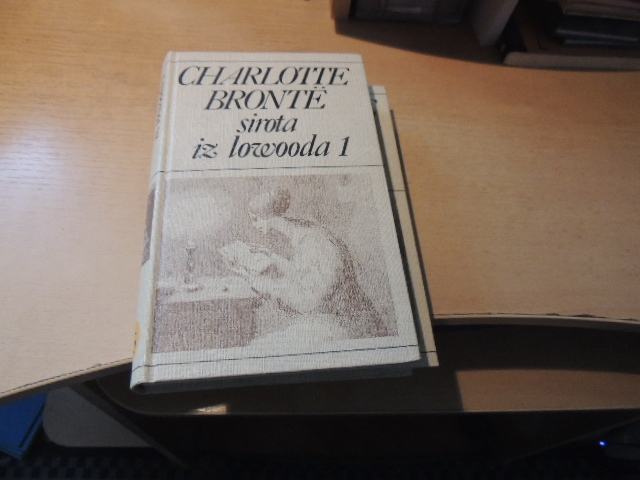 CHARLOTTE
BRONTË
sirota
iz lowooda 1